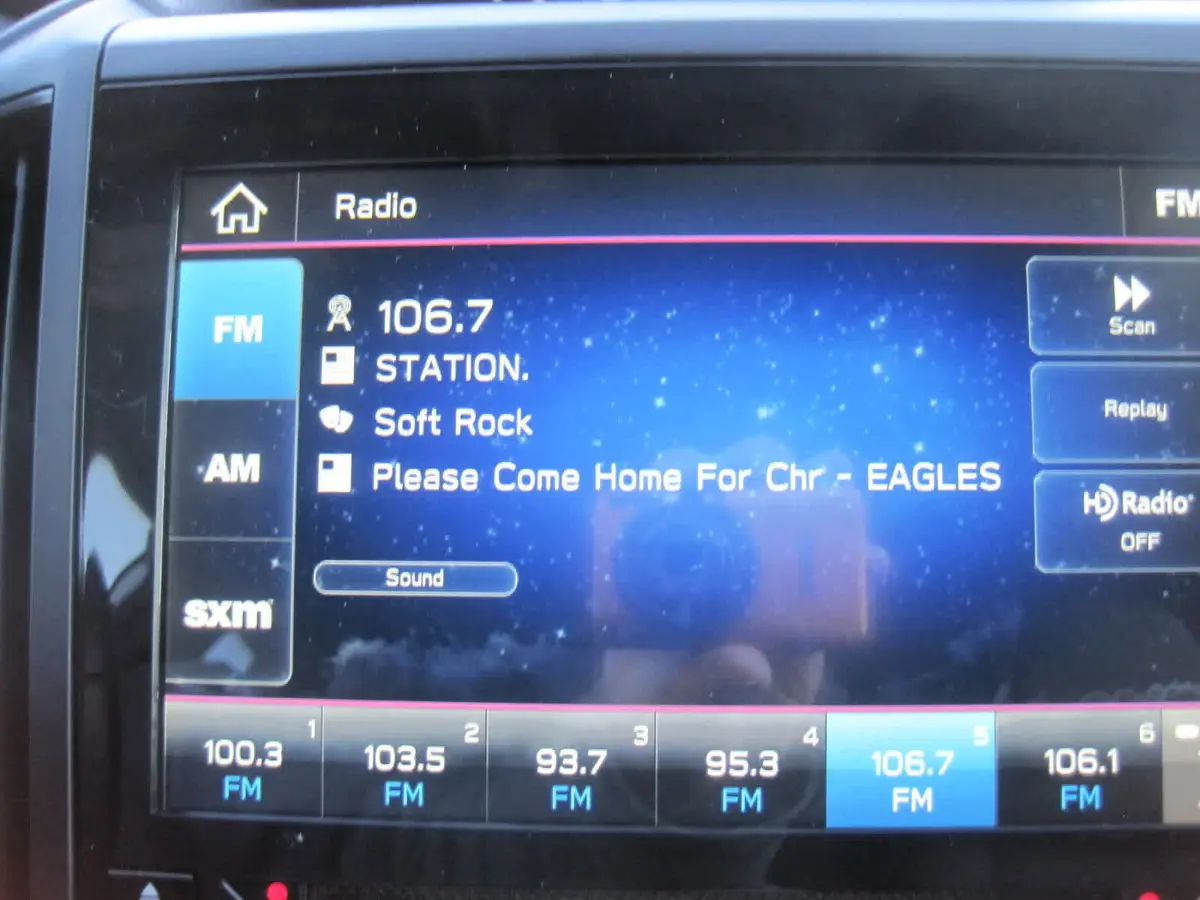 Radio
FM
FM
AM
sxm
106.7
STATION.
Soft Rock
Please Come Home For Chr - EAGLES
Sound
Scan
Replay
HD Radio
OFF
1
100.3
FM
2
103.5
FM
3
93.7
FM
4
95.3
FM
5
106.7
FM
6
106.1
FM